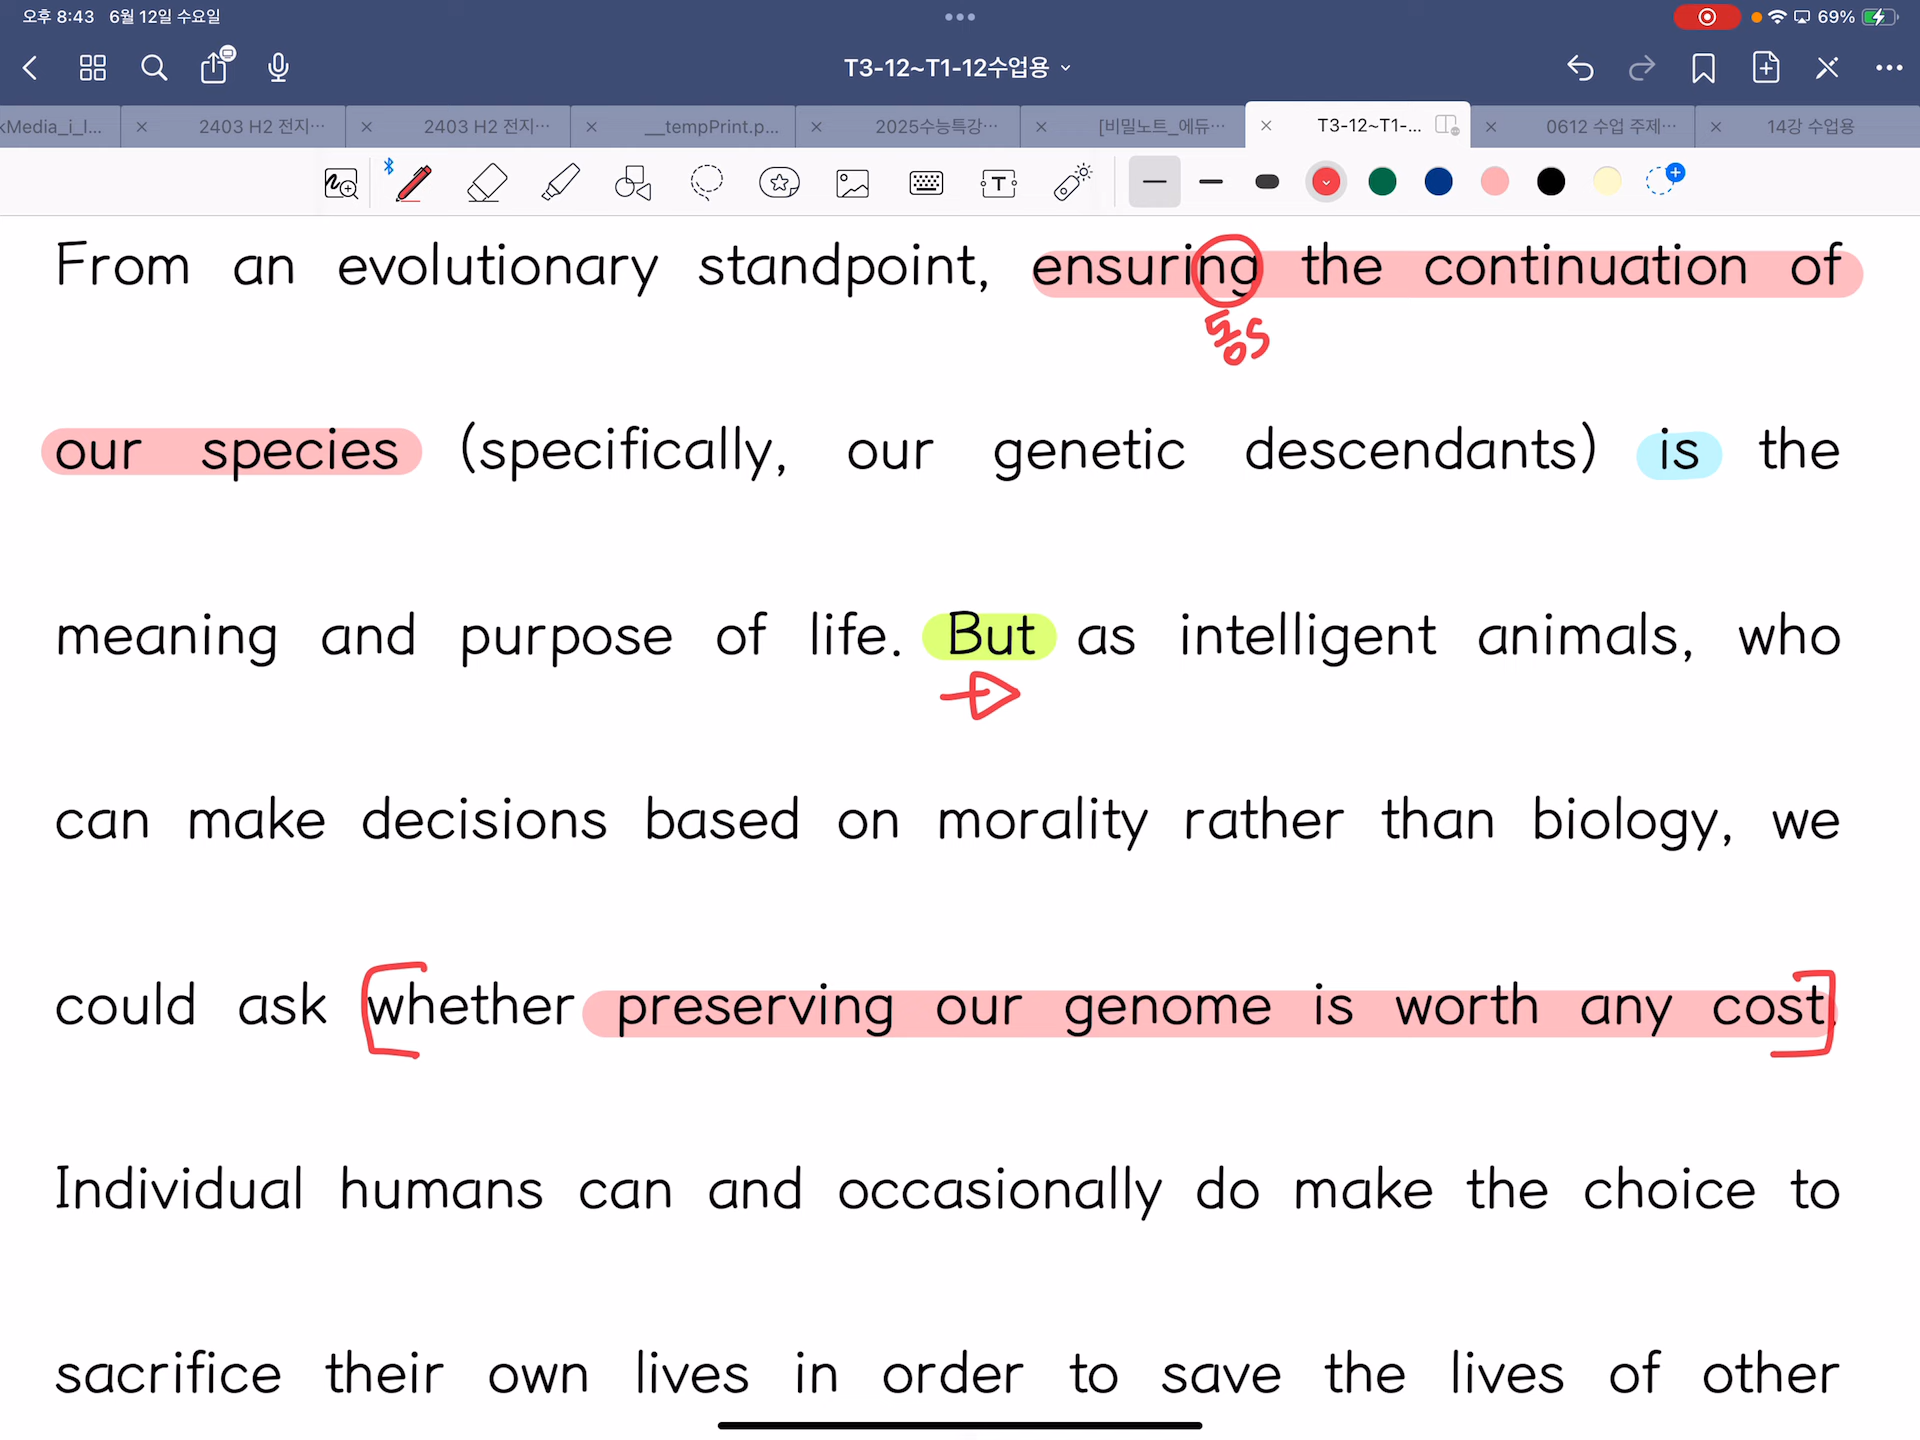 오후 8:43 6월 12일 수요일
69%
T3-12~T1-12수업용
kMedia_i_l...
2403 H2 전지···
2403 H2 전지···
__tempPrint.p...
2025수능특강···
[비밀노트_에듀···
T3-12~T1-...
0612 수업 주제···
14강 수업용
From an evolutionary standpoint, ensuring the continuation of
동S
our species (specifically, our genetic descendants) is the
meaning and purpose of life. But as intelligent animals, who
can make decisions based on morality rather than biology, we
could ask whether preserving our genome is worth any cost.
Individual humans can and occasionally do make the choice to
sacrifice their own lives in order to save the lives of other